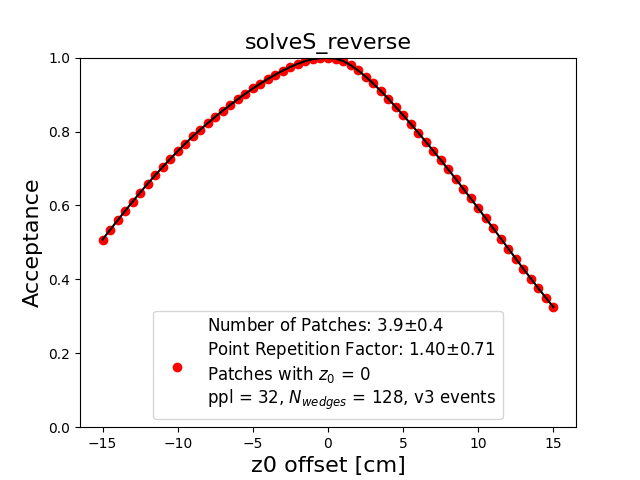 solveS_reverse
1.0
0.8
0.6
0.4
0.2
0.0
Acceptance
Number of Patches: 3.9±0.4
Point Repetition Factor: 1.40±0.71
Patches with z₀ = 0
ppl = 32, N_wedges = 128, v3 events
−15 −10 −5 0 5 10 15
z0 offset [cm]